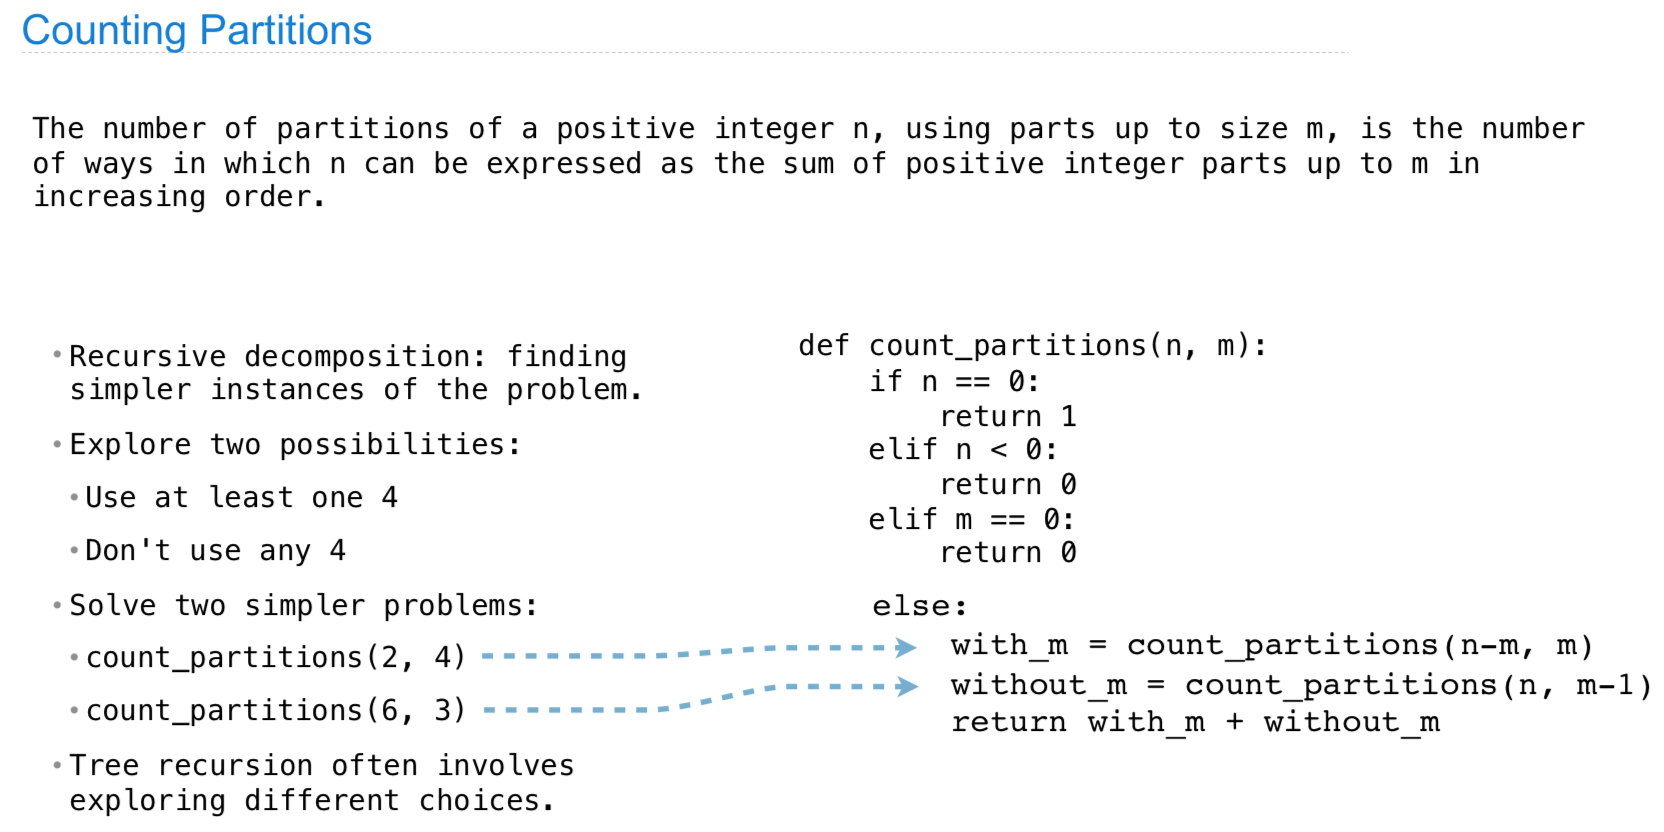 Counting Partitions
The number of partitions of a positive integer n, using parts up to size m, is the number
of ways in which n can be expressed as the sum of positive integer parts up to m in
increasing order.
• Recursive decomposition: finding
simpler instances of the problem.
• Explore two possibilities:
• Use at least one 4
• Don't use any 4
• Solve two simpler problems:
• count_partitions(2, 4)
• count_partitions(6, 3)
• Tree recursion often involves
exploring different choices.
def count_partitions(n, m):
    if n == 0:
        return 1
    elif n < 0:
        return 0
    elif m == 0:
        return 0
    else:
        with_m = count_partitions(n-m, m)
        without_m = count_partitions(n, m-1)
        return with_m + without_m